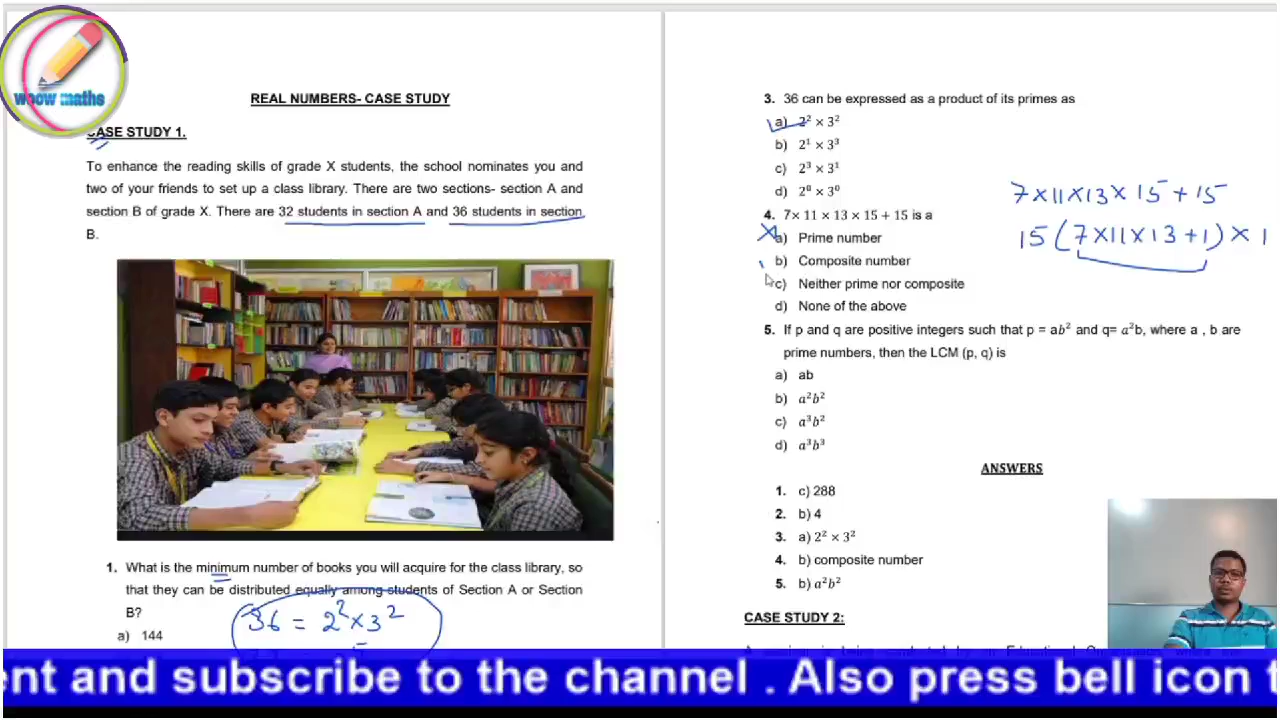 woow maths
REAL NUMBERS- CASE STUDY
CASE STUDY 1.
To enhance the reading skills of grade X students, the school nominates you and
two of your friends to set up a class library. There are two sections- section A and
section B of grade X. There are 32 students in section A and 36 students in section
B.
1. What is the minimum number of books you will acquire for the class library, so
that they can be distributed equally among students of Section A or Section
B?
36 = 2² × 3²
a) 144
3. 36 can be expressed as a product of its primes as
a) 2² × 3²
b) 2¹ × 3³
c) 2³ × 3¹
d) 2⁰ × 3⁰
4. 7× 11 × 13 × 15 + 15 is a
a) Prime number
b) Composite number
c) Neither prime nor composite
d) None of the above
7×11×13×15+15
15(7×11×13+1)×1
5. If p and q are positive integers such that p = ab² and q= a²b, where a , b are
prime numbers, then the LCM (p, q) is
a) ab
b) a²b²
c) a³b²
d) a³b³
ANSWERS
1. c) 288
2. b) 4
3. a) 2² × 3²
4. b) composite number
5. b) a²b²
CASE STUDY 2:
ent and subscribe to the channel . Also press bell icon t